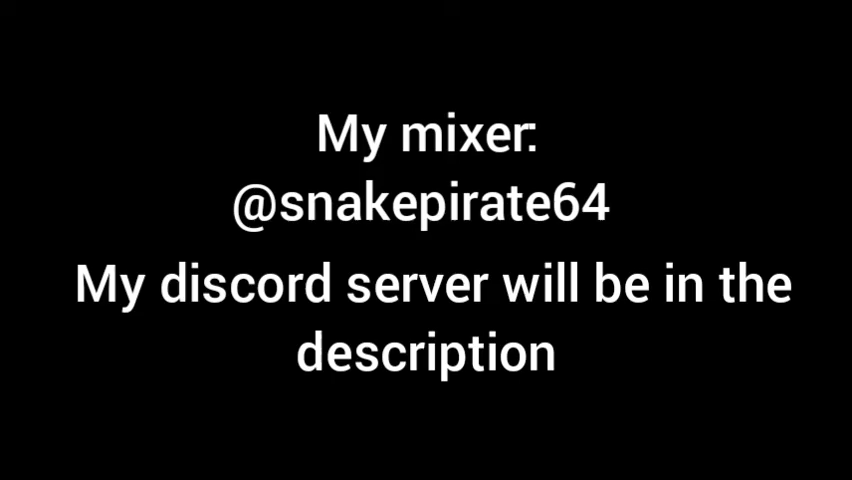 My mixer:
@snakepirate64
My discord server will be in the
description